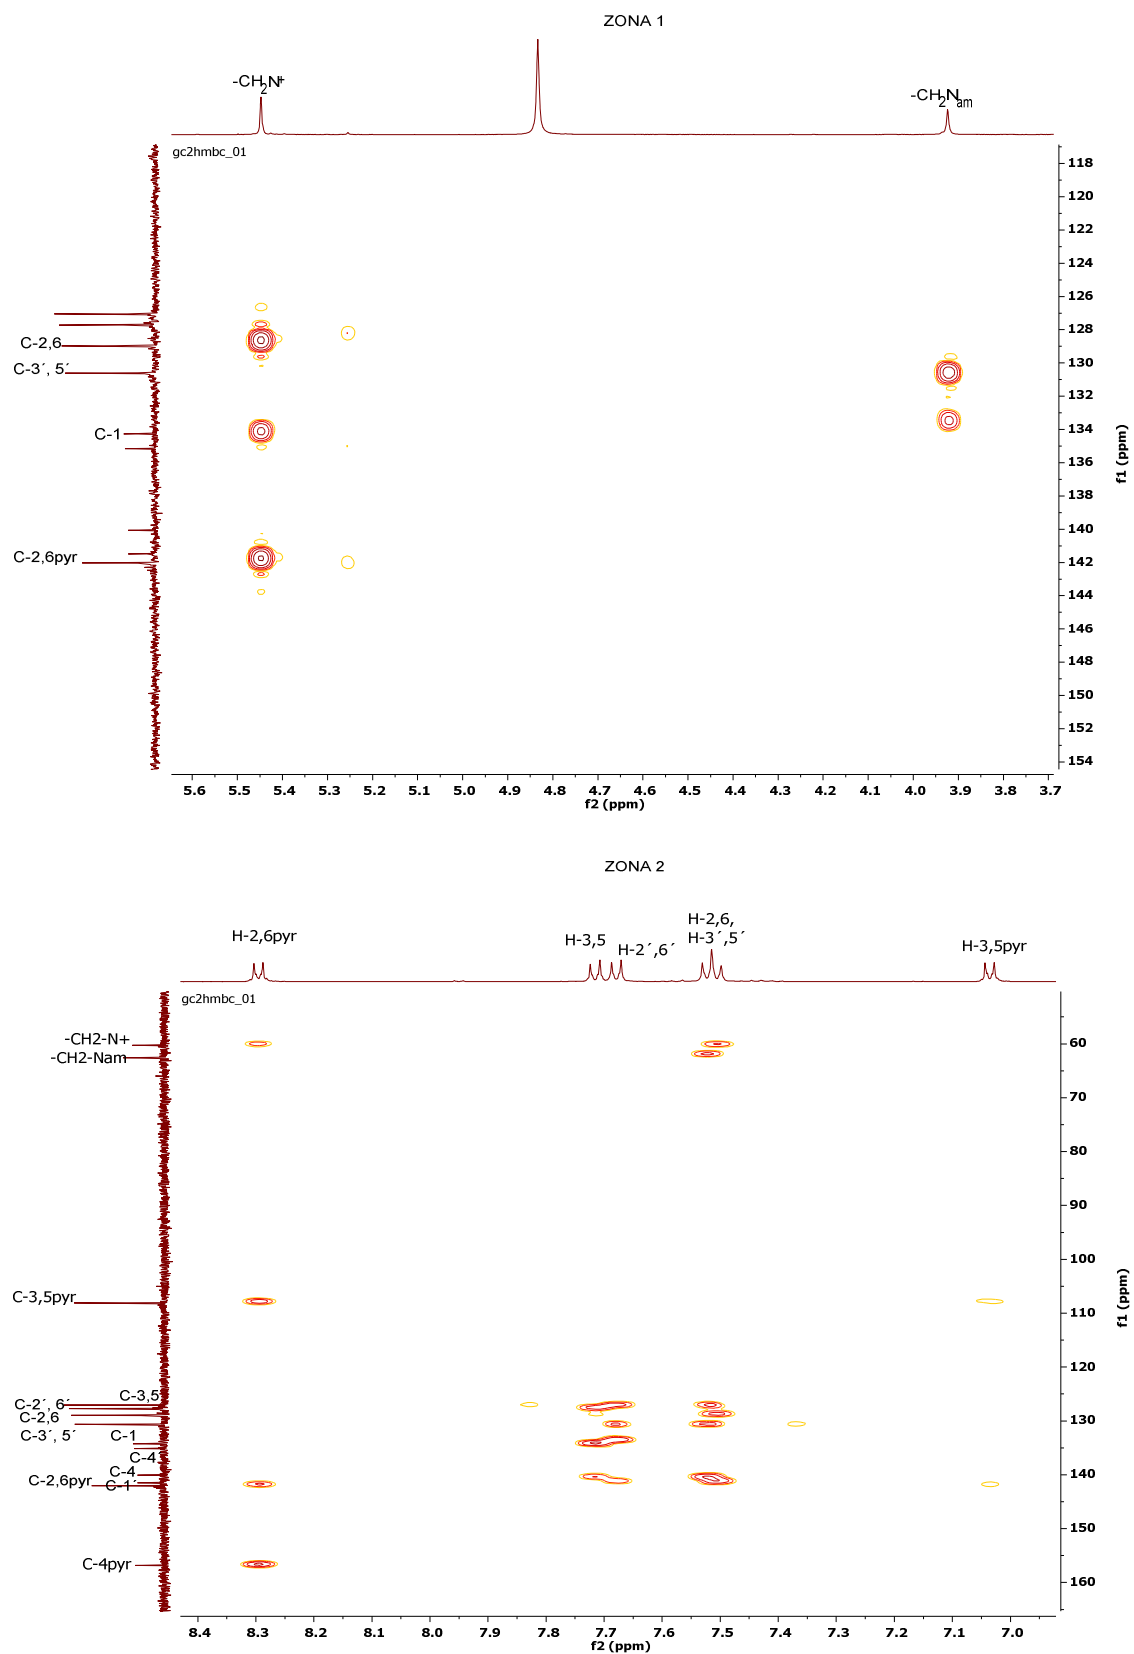 ZONA 1
-CH2N+
-CH2Nam
gc2hmbc_01
118
120
122
124
126
128
130
132
134
136
138
140
142
144
146
148
150
152
154
f1 (ppm)
C-2,6
C-3´, 5´
C-1
C-2,6pyr
5.6 5.5 5.4 5.3 5.2 5.1 5.0 4.9 4.8 4.7 4.6 4.5 4.4 4.3 4.2 4.1 4.0 3.9 3.8 3.7
f2 (ppm)
ZONA 2
H-2,6pyr
H-3,5
H-2´,6´
H-2,6,
H-3´,5´
H-3,5pyr
gc2hmbc_01
-CH2-N+
-CH2-Nam
C-3,5pyr
C-3,5
C-2´, 6´
C-2,6
C-3´, 5´
C-1
C-4
C-4
C-2,6pyr
C-1´
C-4pyr
60
70
80
90
100
110
120
130
140
150
160
f1 (ppm)
8.4 8.3 8.2 8.1 8.0 7.9 7.8 7.7 7.6 7.5 7.4 7.3 7.2 7.1 7.0
f2 (ppm)